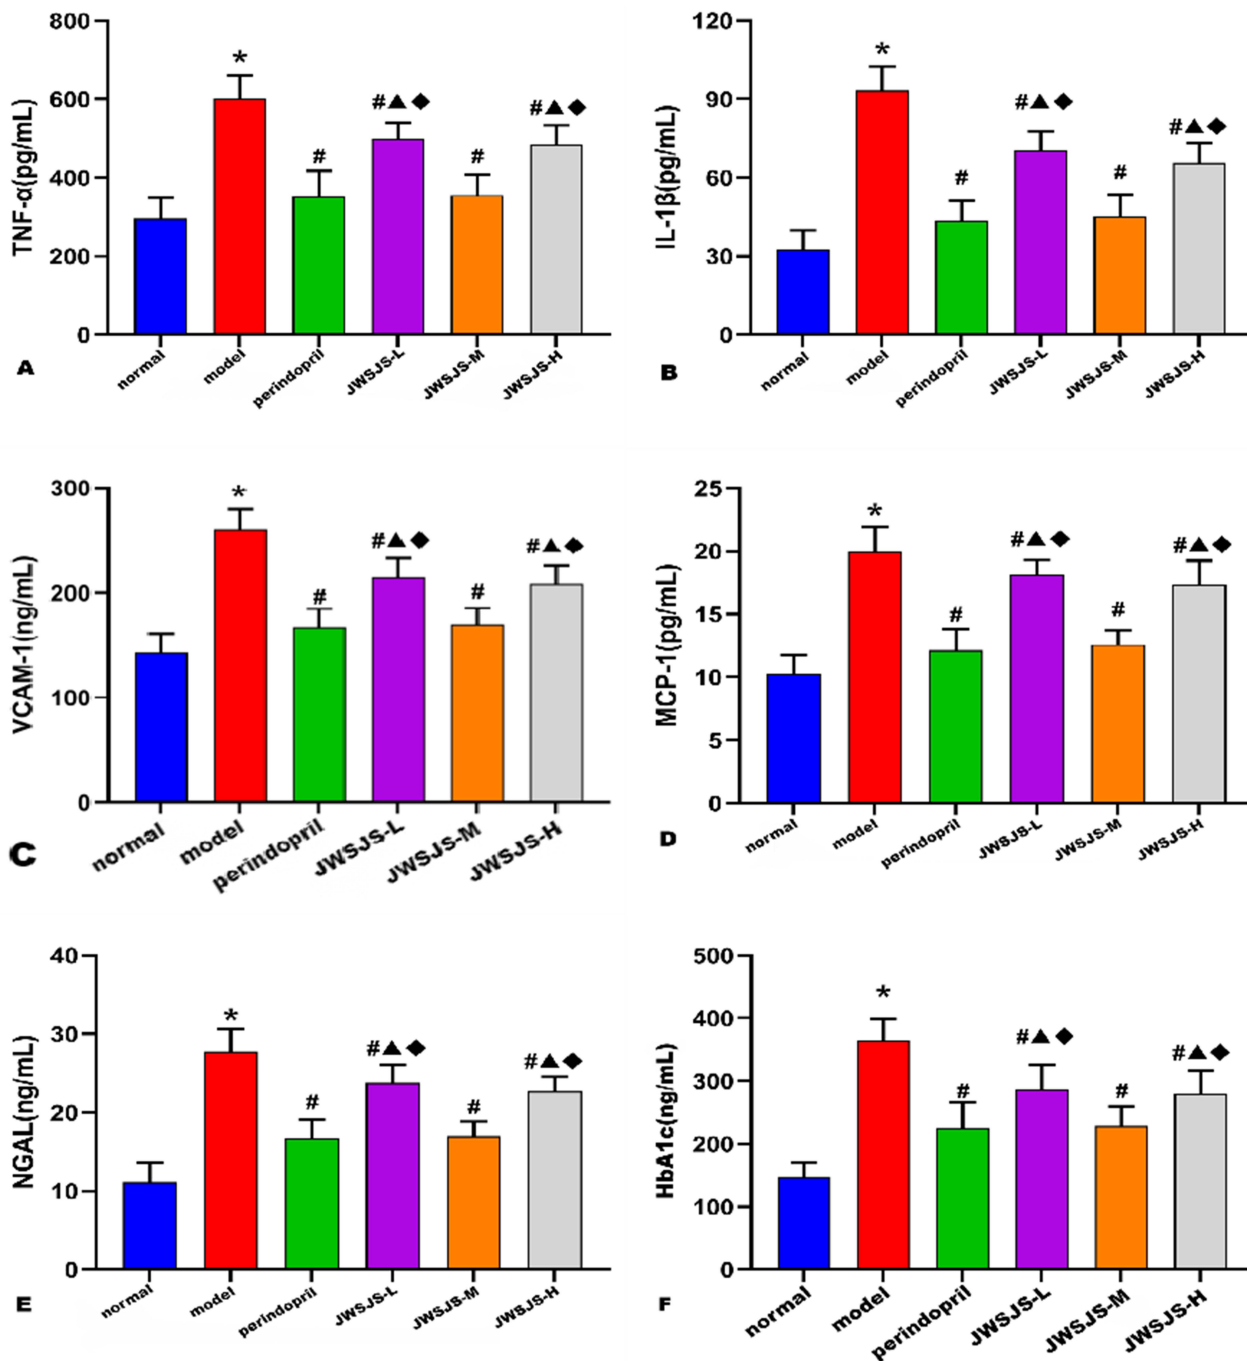 TNF-α(pg/mL)
800
600
400
200
0
*
#
#▲◆
#
#▲◆
normal
model
perindopril
JWSJS-L
JWSJS-M
JWSJS-H
A
IL-1β(pg/mL)
120
90
60
30
0
*
#
#▲◆
#
#▲◆
normal
model
perindopril
JWSJS-L
JWSJS-M
JWSJS-H
B
VCAM-1(ng/mL)
300
200
100
0
*
#
#▲◆
#
#▲◆
normal
model
perindopril
JWSJS-L
JWSJS-M
JWSJS-H
C
MCP-1(pg/mL)
25
20
15
10
5
0
*
#
#▲◆
#
#▲◆
normal
model
perindopril
JWSJS-L
JWSJS-M
JWSJS-H
D
NGAL(ng/mL)
40
30
20
10
0
*
#
#▲◆
#
#▲◆
normal
model
perindopril
JWSJS-L
JWSJS-M
JWSJS-H
E
HbA1c(ng/mL)
500
400
300
200
100
0
*
#
#▲◆
#
#▲◆
normal
model
perindopril
JWSJS-L
JWSJS-M
JWSJS-H
F